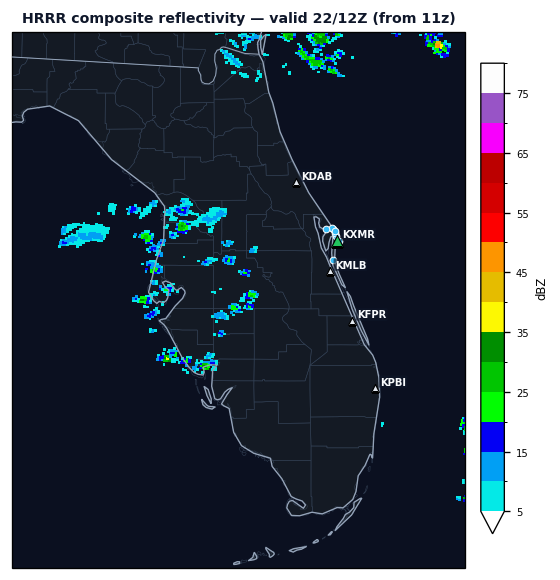 HRRR composite reflectivity — valid 22/12Z (from 11z)
KDAB
KXMR
KMLB
KFPR
KPBI
75
65
55
45
35
25
15
5
dBZ